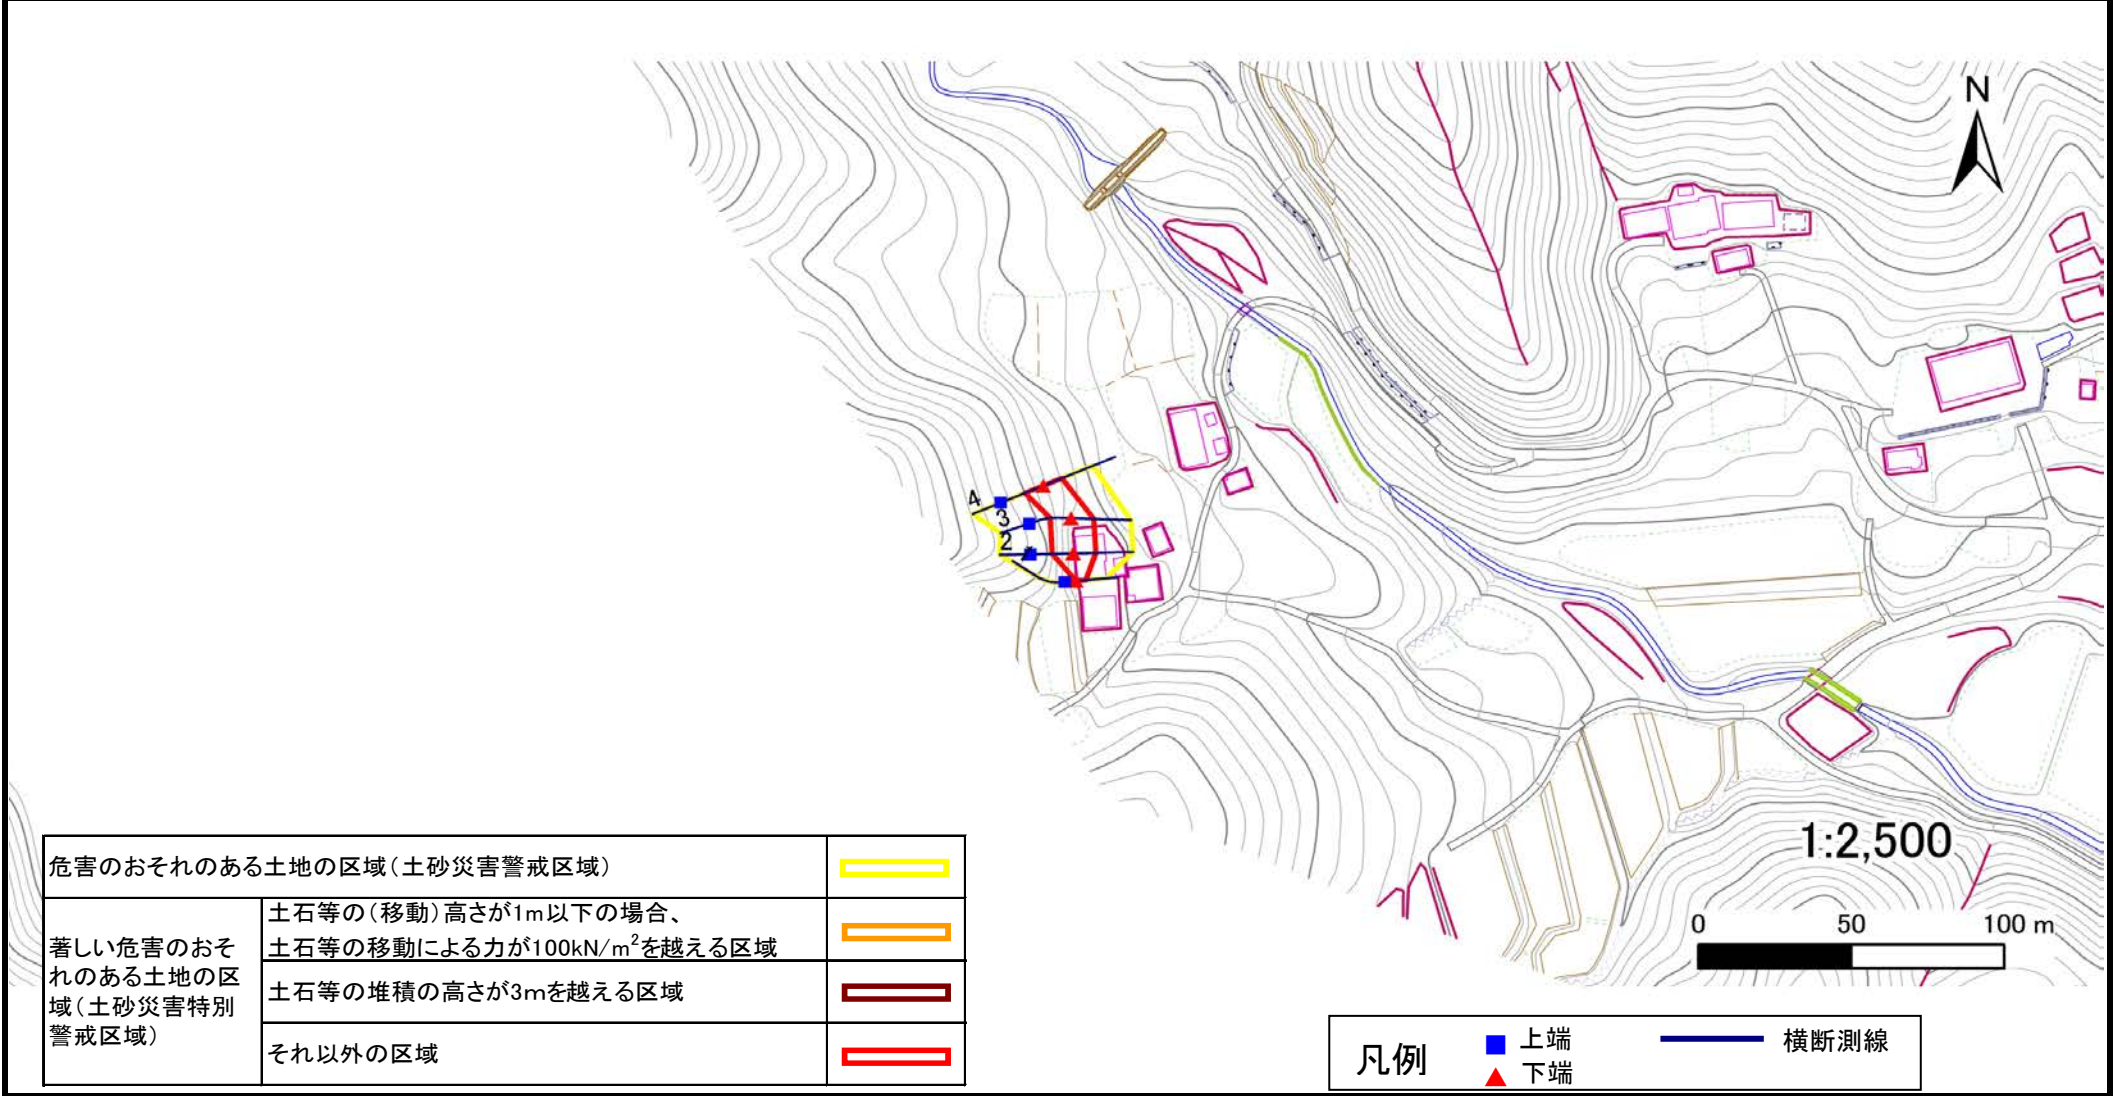 N
4
3
2
1:2,500
0 50 100 m
危害のおそれのある土地の区域(土砂災害警戒区域)
著しい危害のおそ
れのある土地の区
域(土砂災害特別
警戒区域)
土石等の(移動)高さが1m以下の場合、
土石等の移動による力が100kN/m²を越える区域
土石等の堆積の高さが3mを越える区域
それ以外の区域
凡例
上端
下端
横断測線